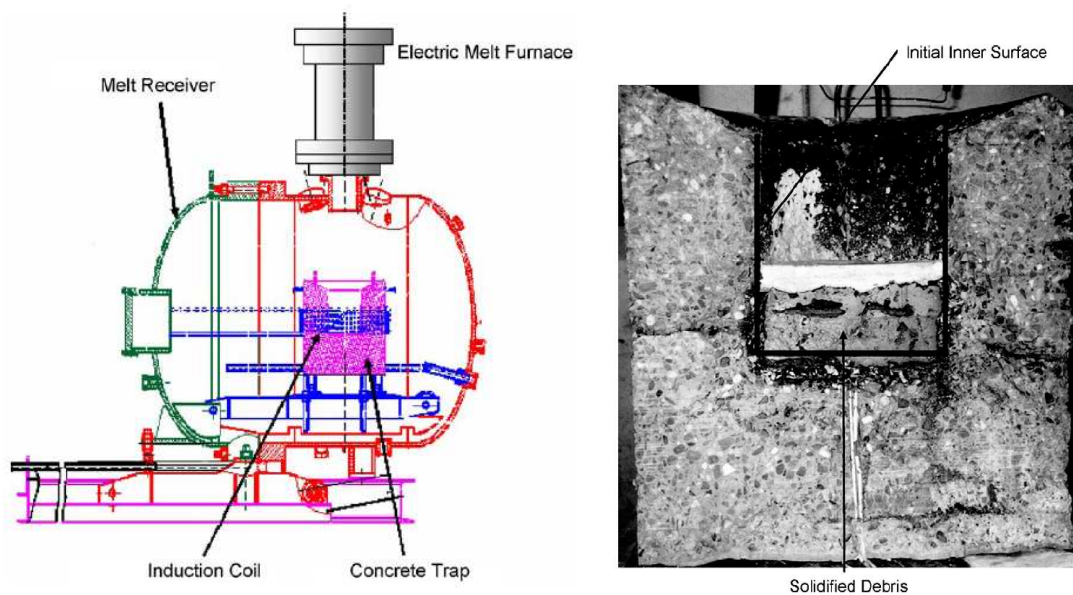 Electric Melt Furnace
Melt Receiver
Induction Coil
Concrete Trap
Initial Inner Surface
Solidified Debris